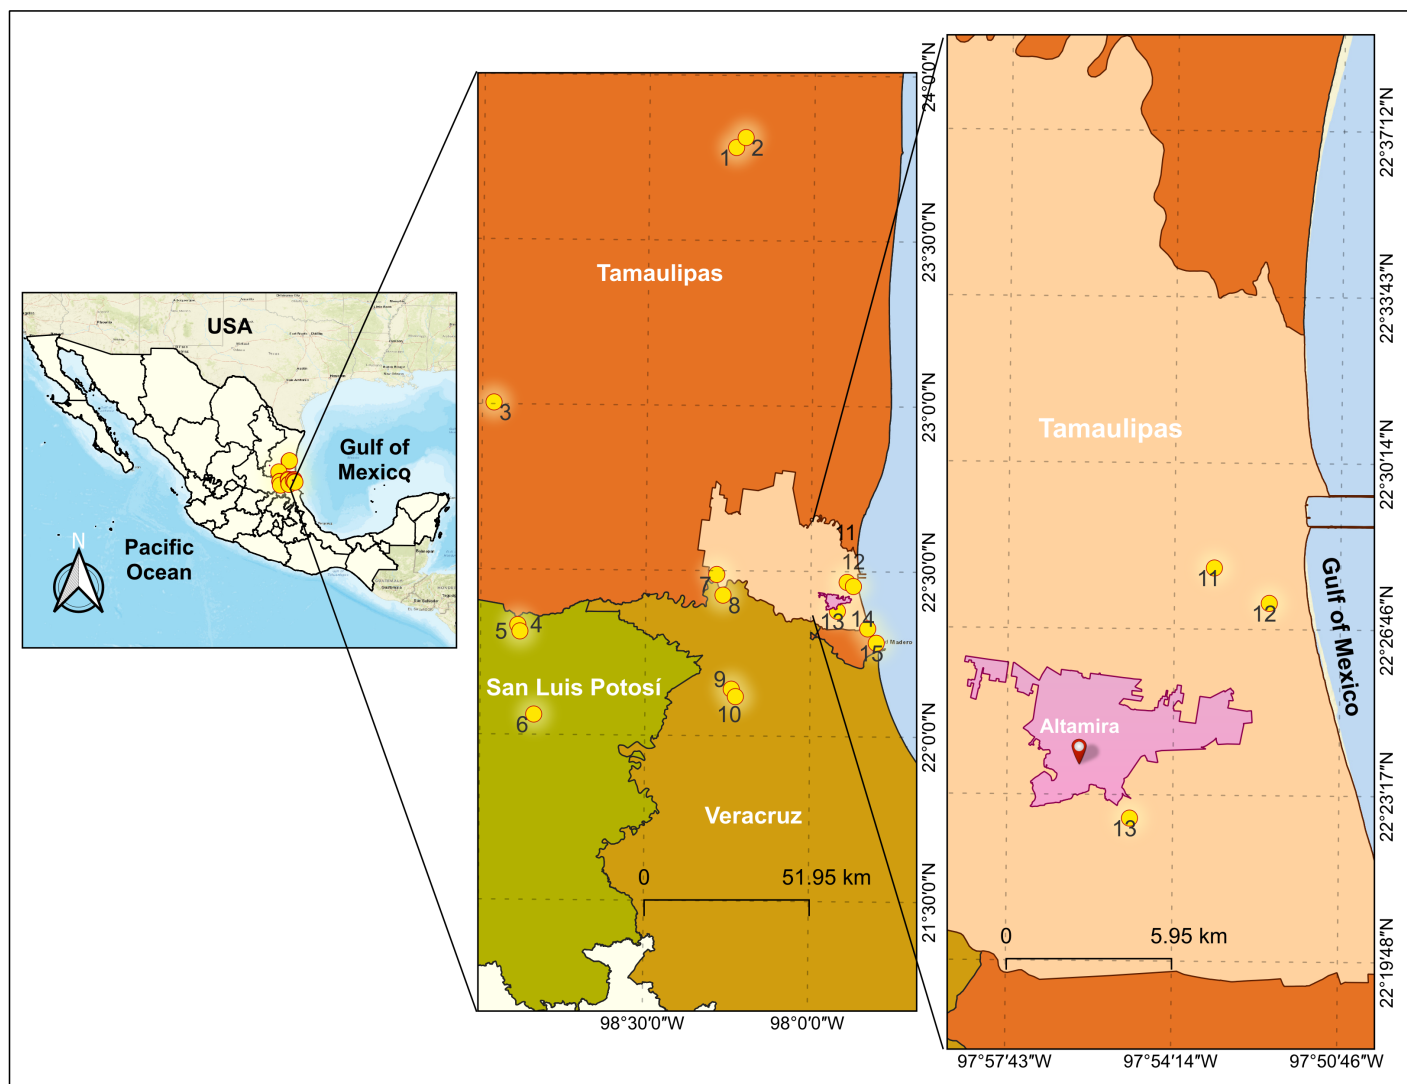 USA
Gulf of
Mexico
Pacific
Ocean
N
Tamaulipas
San Luis Potosí
Veracruz
1
2
3
4
5
6
7
8
9
10
11
12
13
14
15
Madero
0
51.95 km
98°30'0"W
98°0'0"W
24°0'0"N
23°30'0"N
23°0'0"N
22°30'0"N
22°0'0"N
21°30'0"N
Tamaulipas
11
12
Altamira
13
Gulf of Mexico
0
5.95 km
97°57'43"W
97°54'14"W
97°50'46"W
22°37'12"N
22°33'43"N
22°30'14"N
22°26'46"N
22°23'17"N
22°19'48"N